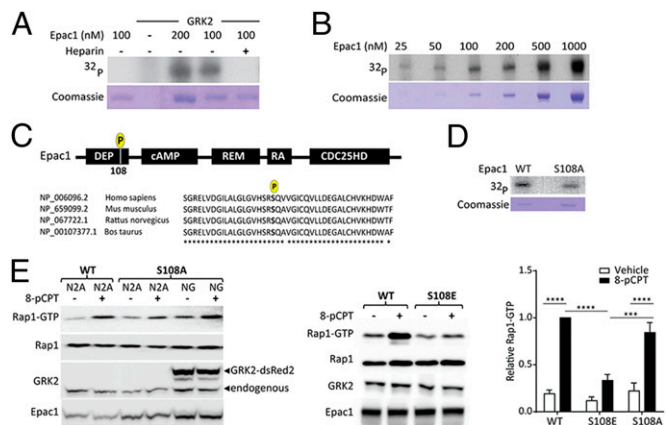 A
GRK2
Epac1 (nM) 100 - 200 100 100
Heparin - - - - +
32P
Coomassie
B
Epac1 (nM) 25 50 100 200 500 1000
32P
Coomassie
C
P
Epac1 DEP cAMP REM RA CDC25HD
108
P
NP_006096.2 Homo sapiens SGRELVDGILALGLGVHSRSQVVGICQVLLDEGALCHVKHDWAF
NP_659099.2 Mus musculus SGRELVDGILALGLGVHSRSQAVGICQVLLDEGALCHVKHDWTF
NP_067722.1 Rattus norvegicus SGRELVDGILALGLGVHSRSQAVGICQVLLDEGALCHVKHDWTF
NP_00107377.1 Bos taurus SGRELVDGILALGLGVHSRSQVVGICQVLLDEGALCHVKHDWAF
D
Epac1 WT S108A
32P
Coomassie
E
WT S108A
N2A N2A N2A N2A NG NG
8-pCPT - + - + - +
Rap1-GTP
Rap1
GRK2
GRK2-dsRed2
endogenous
Epac1
WT S108E
8-pCPT - + - +
Rap1-GTP
Rap1
GRK2
Epac1
Vehicle
8-pCPT
**** ****
**** ***
Relative Rap1-GTP
1.5
1.0
0.5
0.0
WT S108E S108A